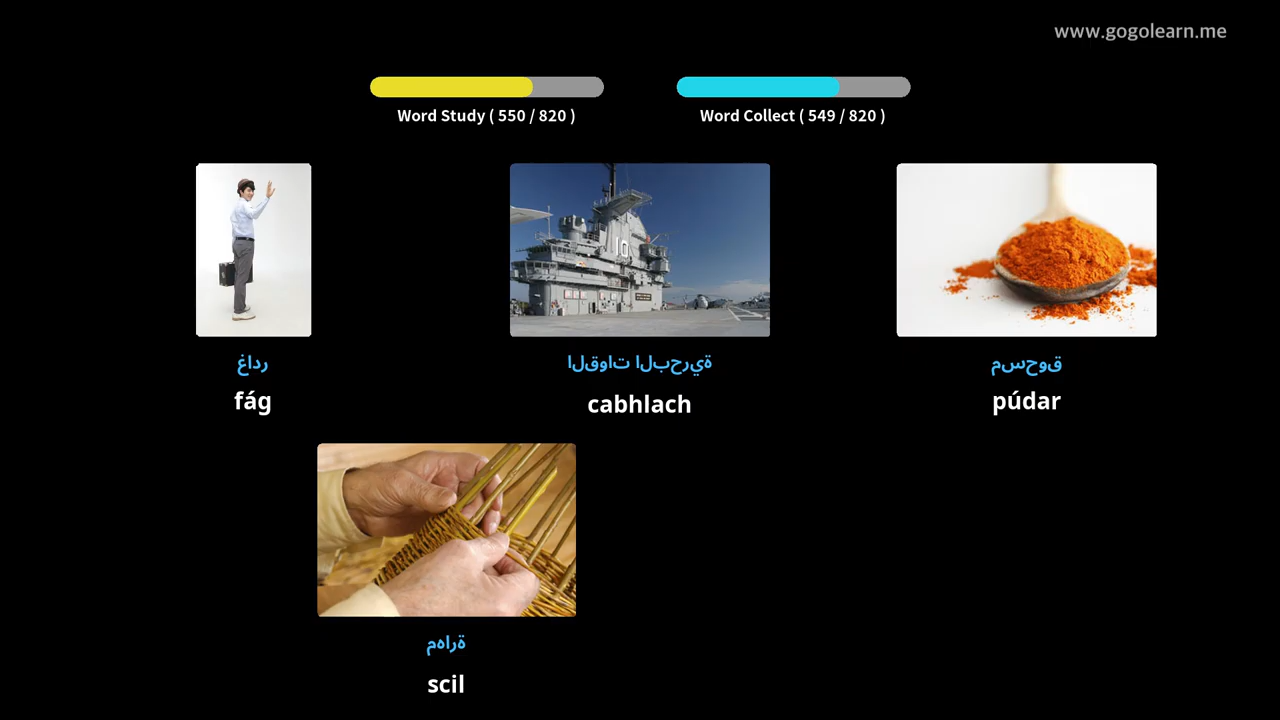 www.gogolearn.me
Word Study ( 550 / 820 )
Word Collect ( 549 / 820 )
غادر
القوات البحرية
مسحوق
fág
cabhlach
púdar
مهارة
scil